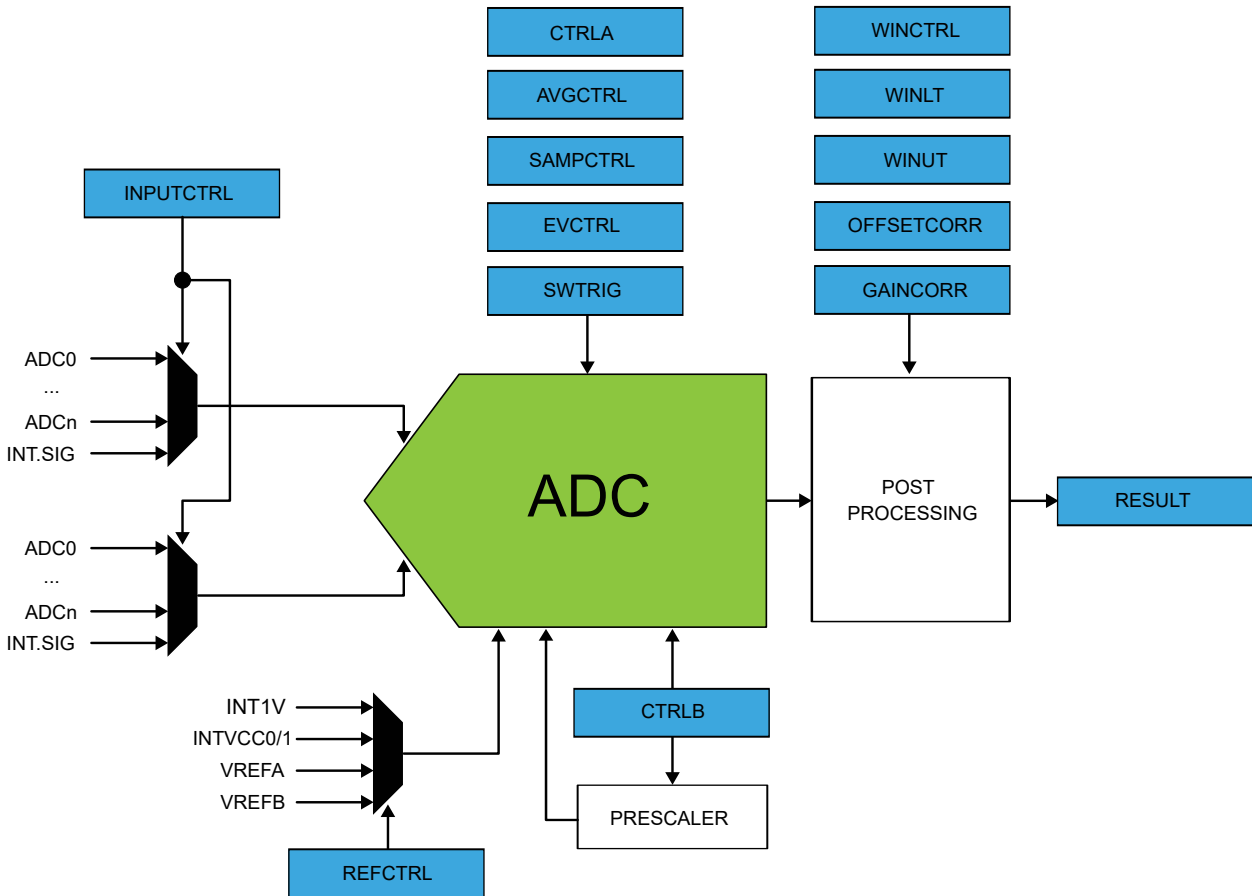 CTRLA
WINCTRL
AVGCTRL
WINLT
SAMPCTRL
WINUT
INPUTCTRL
EVCTRL
OFFSETCORR
SWTRIG
GAINCORR
ADC0
...
ADCn
INT.SIG
ADC
POST
PROCESSING
RESULT
ADC0
...
ADCn
INT.SIG
INT1V
INTVCC0/1
VREFA
VREFB
CTRLB
PRESCALER
REFCTRL